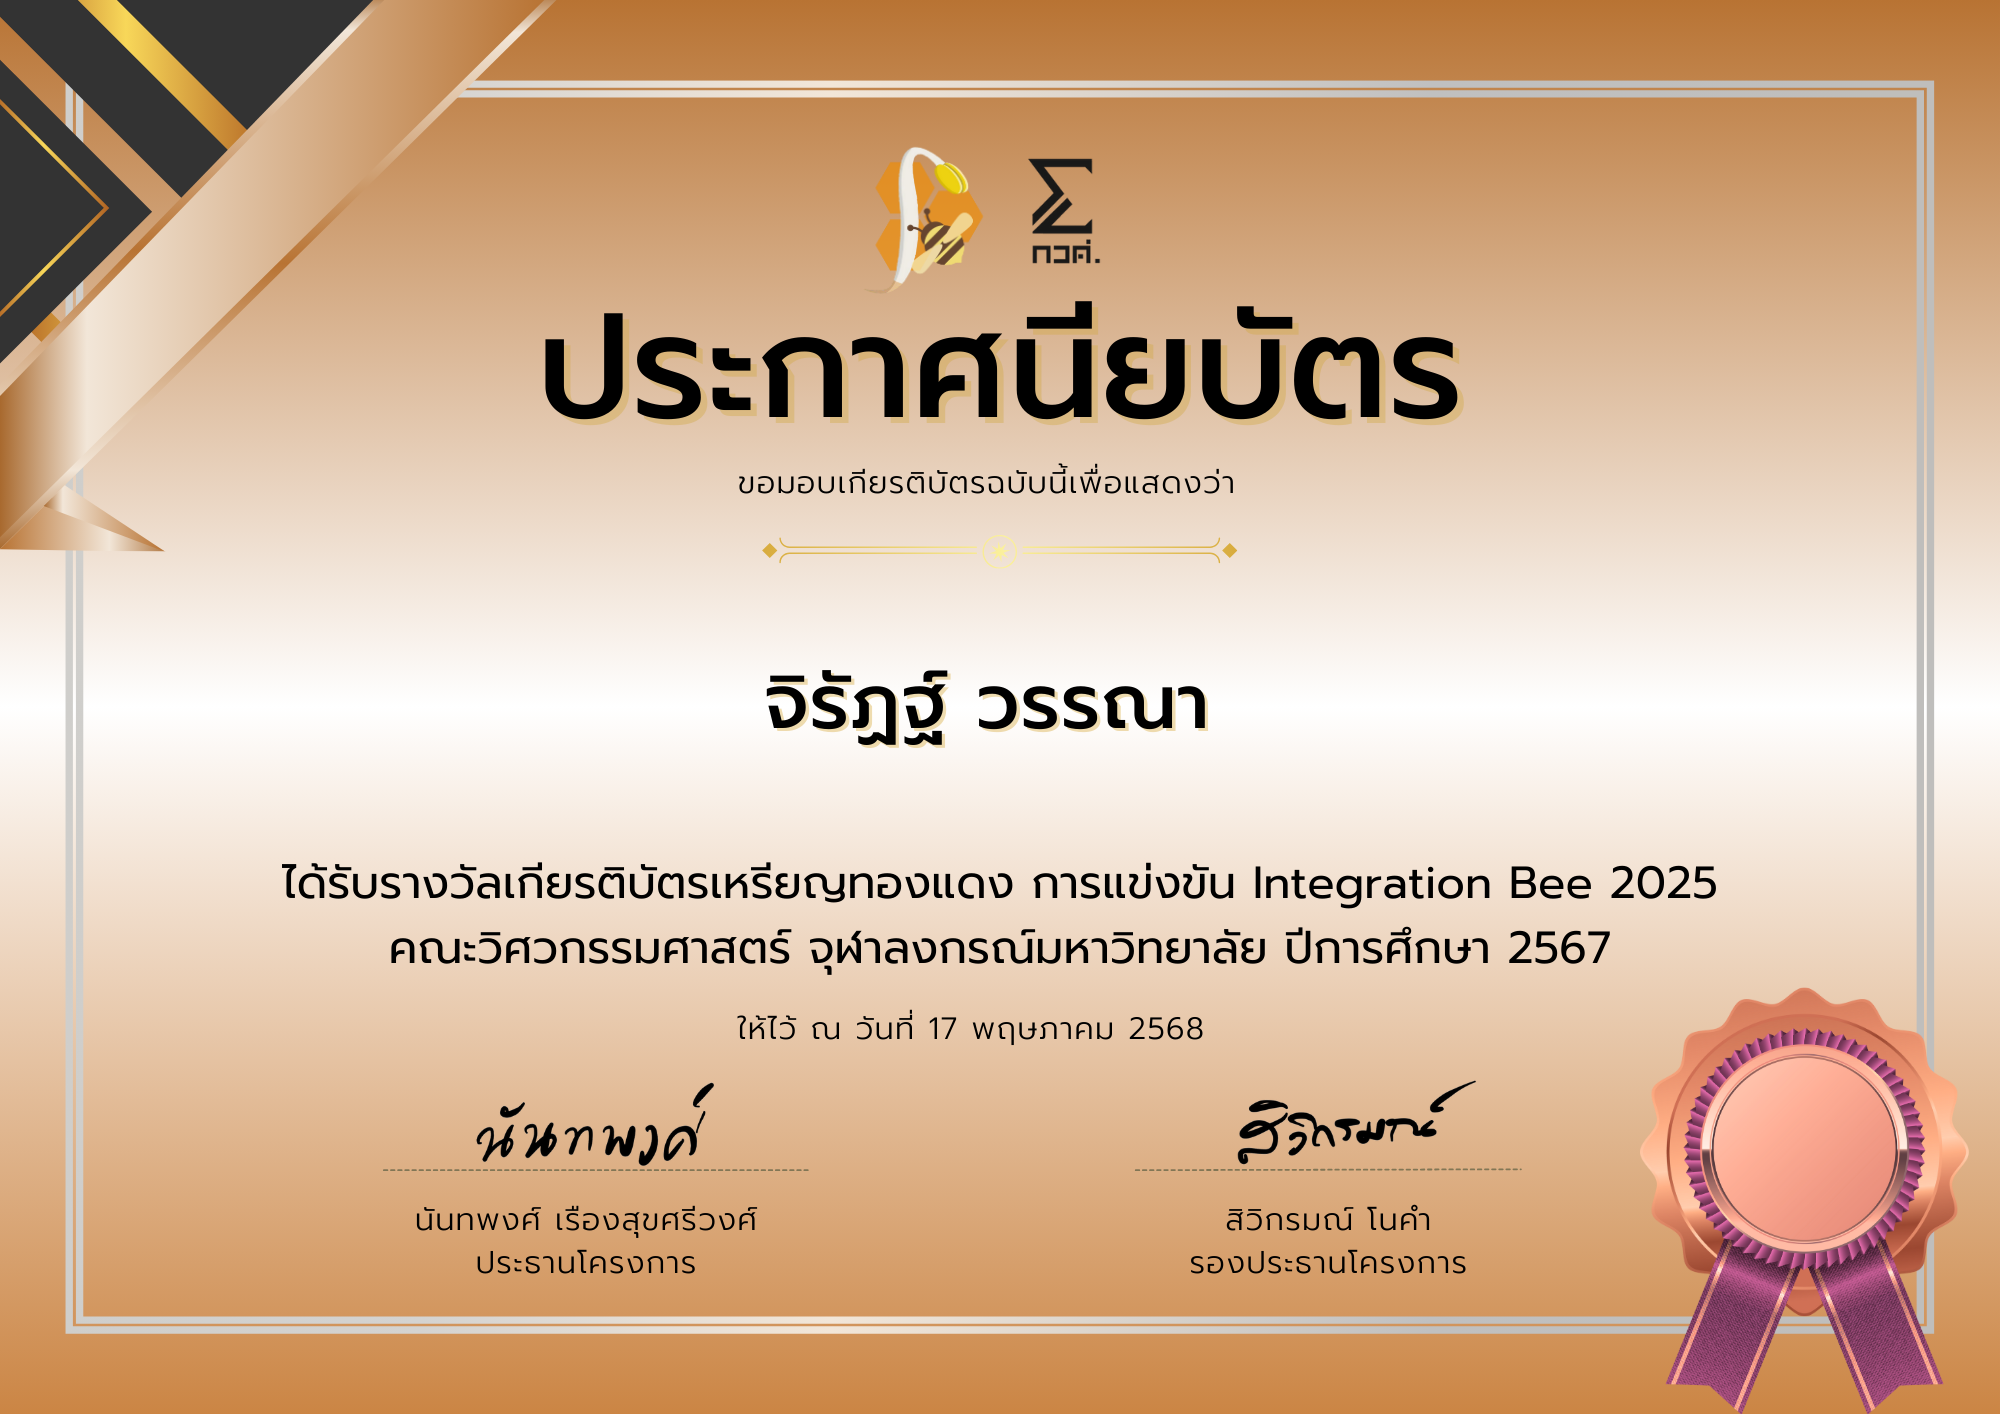 กวศ.
ประกาศนียบัตร
ขอมอบเกียรติบัตรฉบับนี้เพื่อแสดงว่า
จิรัฏฐ์ วรรณา
ได้รับรางวัลเกียรติบัตรเหรียญทองแดง การแข่งขัน Integration Bee 2025
คณะวิศวกรรมศาสตร์ จุฬาลงกรณ์มหาวิทยาลัย ปีการศึกษา 2567
ให้ไว้ ณ วันที่ 17 พฤษภาคม 2568
นันทพงศ์
สิวิกรมณ์
นันทพงศ์ เรืองสุขศรีวงศ์
สิวิกรมณ์ โนคำ
ประธานโครงการ
รองประธานโครงการ